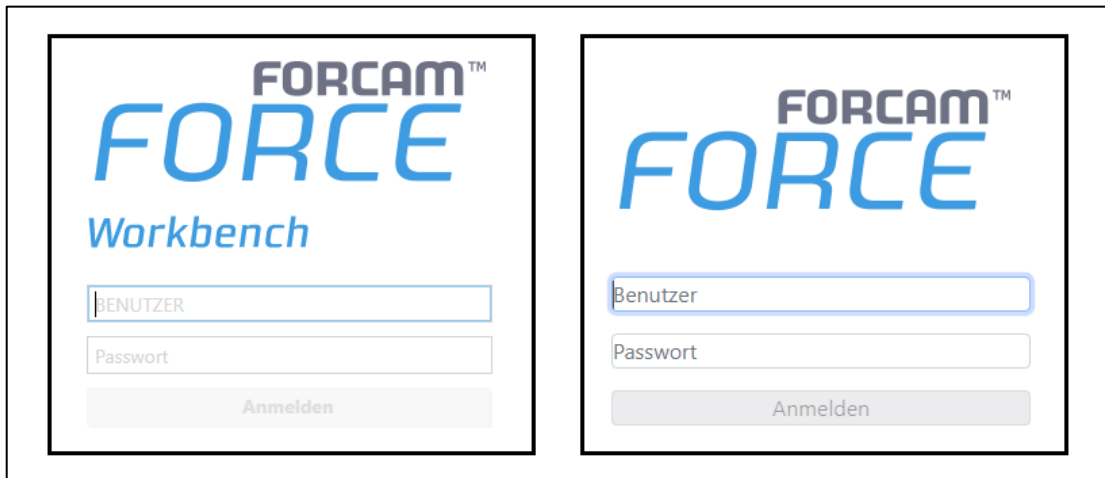 FORCAM™
FORCE
Workbench
BENUTZER
Passwort
Anmelden
FORCAM™
FORCE
Benutzer
Passwort
Anmelden